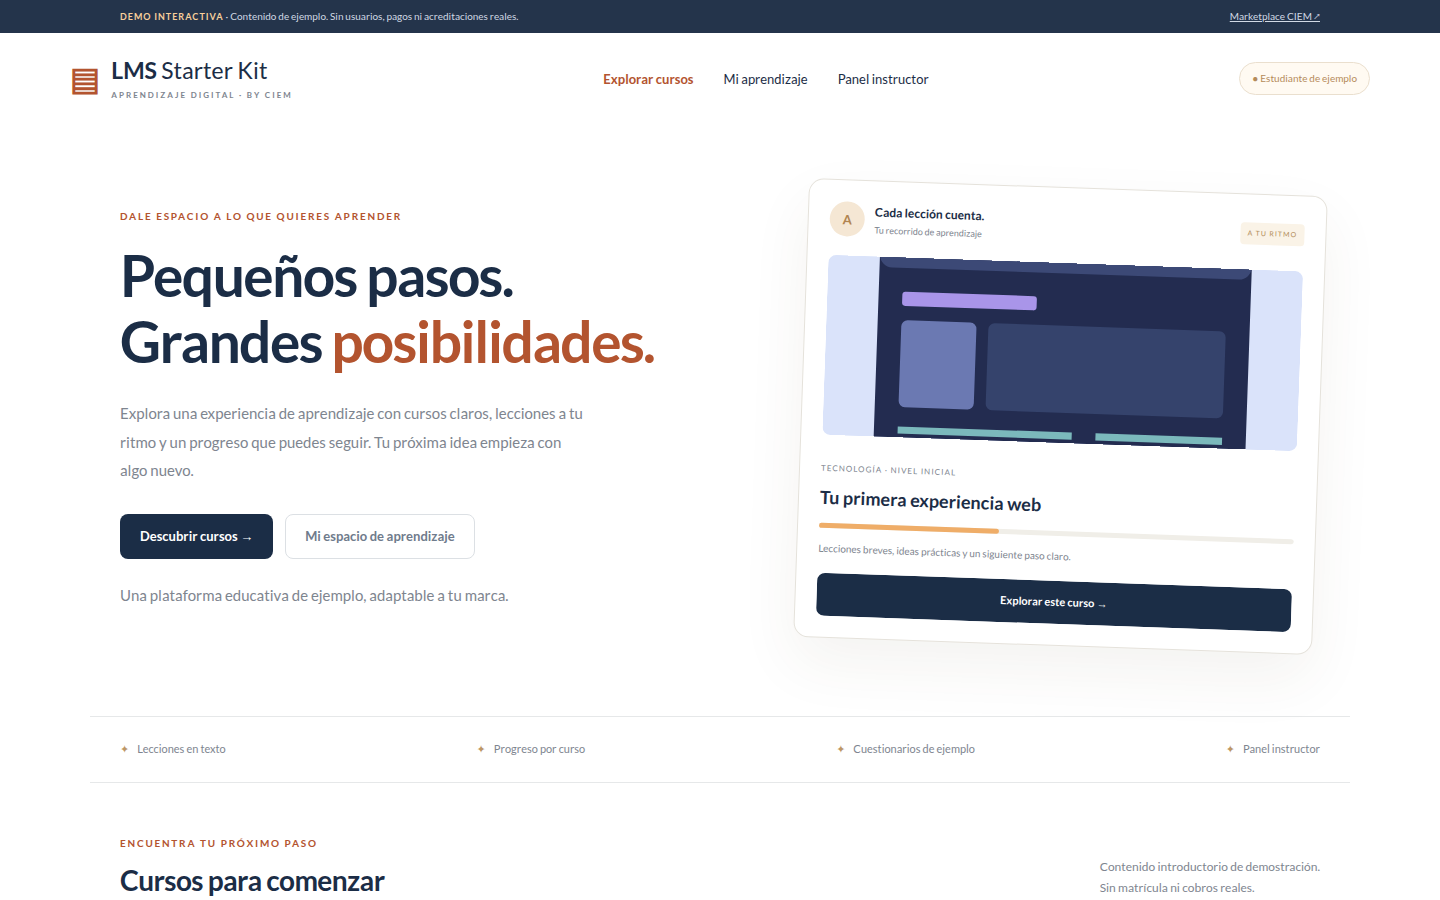 DEMO INTERACTIVA · Contenido de ejemplo. Sin usuarios, pagos ni acreditaciones reales.
Marketplace CIEM ↗
LMS Starter Kit
APRENDIZAJE DIGITAL · BY CIEM
Explorar cursos
Mi aprendizaje
Panel instructor
● Estudiante de ejemplo
DALE ESPACIO A LO QUE QUIERES APRENDER
Pequeños pasos.
Grandes posibilidades.
Explora una experiencia de aprendizaje con cursos claros, lecciones a tu
ritmo y un progreso que puedes seguir. Tu próxima idea empieza con
algo nuevo.
Descubrir cursos →
Mi espacio de aprendizaje
Una plataforma educativa de ejemplo, adaptable a tu marca.
A
Cada lección cuenta.
Tu recorrido de aprendizaje
A TU RITMO
TECNOLOGÍA · NIVEL INICIAL
Tu primera experiencia web
Lecciones breves, ideas prácticas y un siguiente paso claro.
Explorar este curso →
✦ Lecciones en texto
✦ Progreso por curso
✦ Cuestionarios de ejemplo
✦ Panel instructor
ENCUENTRA TU PRÓXIMO PASO
Cursos para comenzar
Contenido introductorio de demostración.
Sin matrícula ni cobros reales.